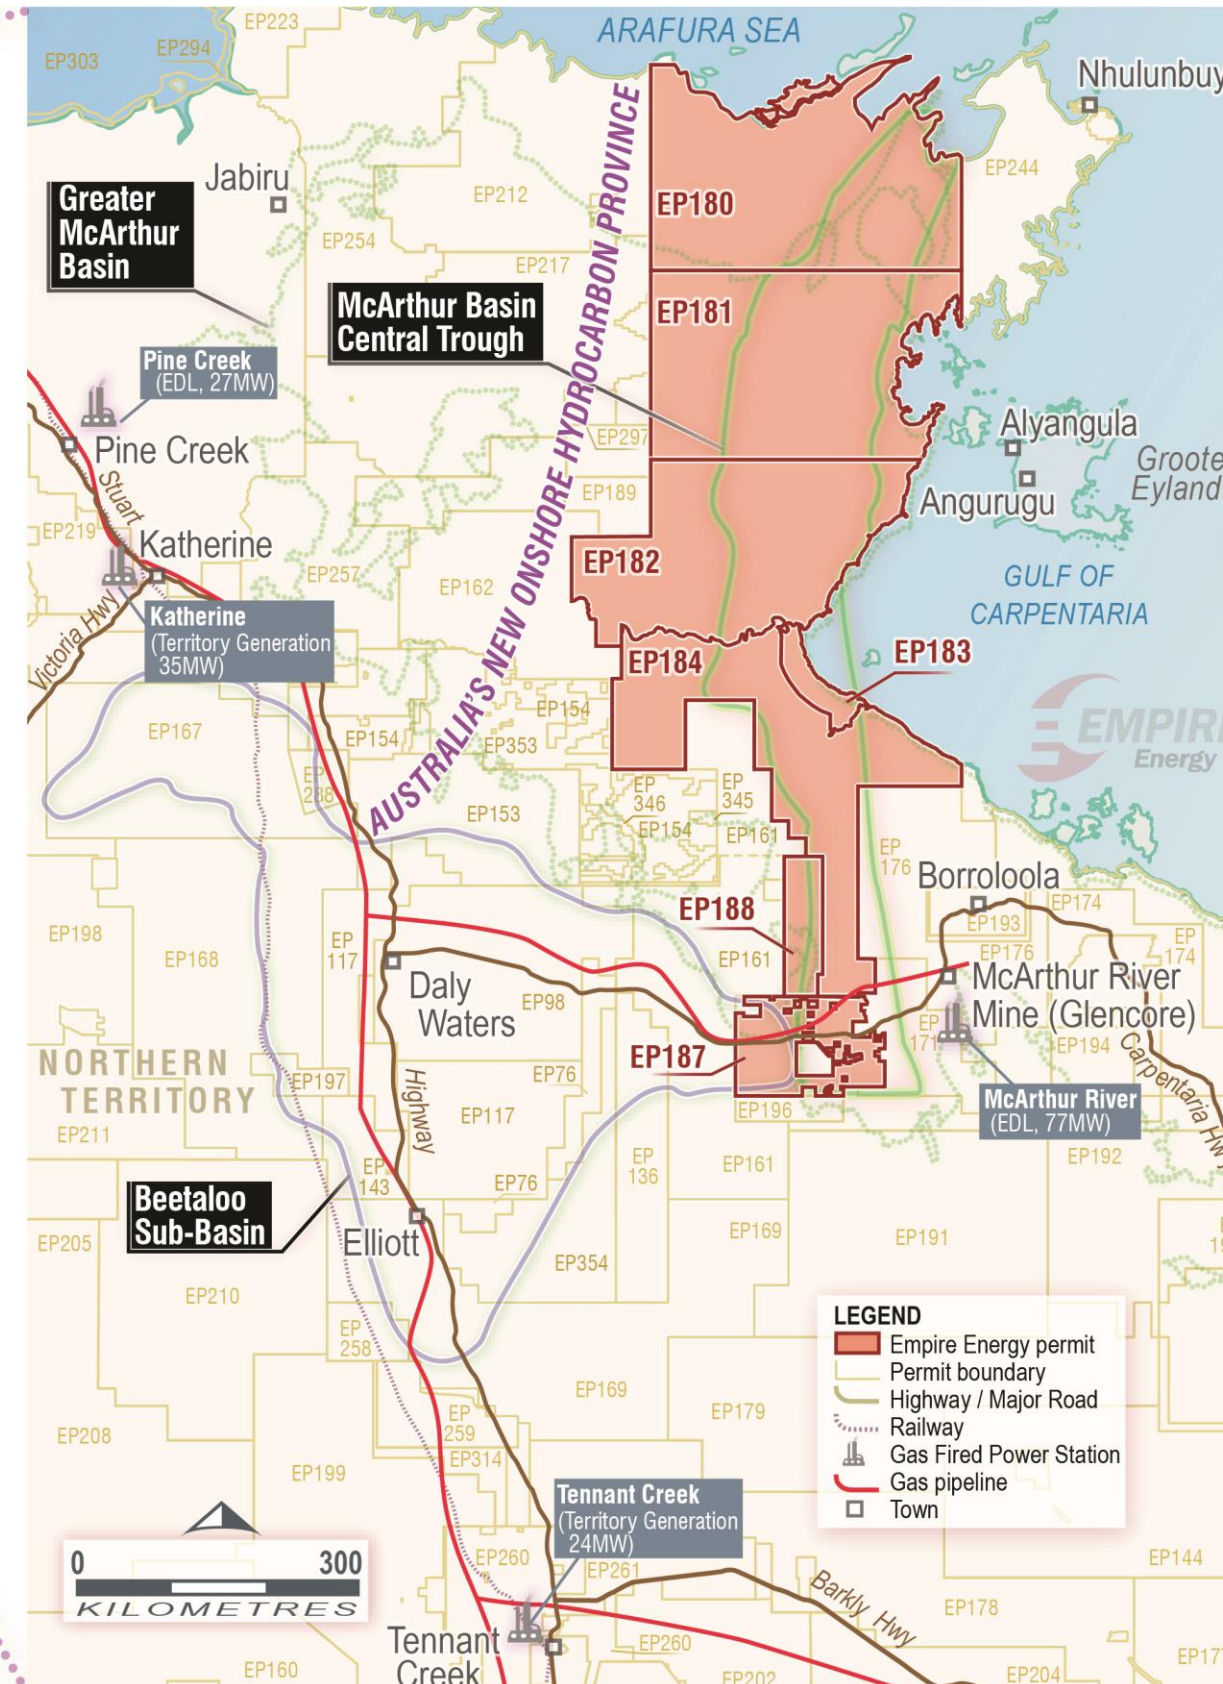 ARAFURA SEA
EP223
EP294
EP303
Nhulunbuy
EP244
Jabiru
EP212
EP180
Greater
McArthur
Basin
EP254
EP217
AUSTRALIA'S NEW ONSHORE HYDROCARBON PROVINCE
McArthur Basin
Central Trough
EP181
Pine Creek
(EDL, 27MW)
Pine Creek
EP297
Alyangula
Groote
Eyland
Angurugu
Stuart
EP189
EP219
Katherine
EP257
EP162
EP182
GULF OF
CARPENTARIA
Victoria Hwy
Katherine
(Territory Generation
35MW)
EP184
EP183
EP167
EP154
EP154
EP353
EMPIRE
Energy
EP
288
EP
346
EP
345
EP153
EP154
EP161
EP
176
Borroloola
EP188
EP193
EP174
EP198
EP168
EP
117
EP161
EP176
EP
174
Daly
Waters
EP98
McArthur River
Mine (Glencore)
EP187
EP
171
EP194
NORTHERN
TERRITORY
EP197
Highway
EP76
EP117
EP196
McArthur River
(EDL, 77MW)
Carpentaria Hwy
EP211
EP
143
EP76
EP
136
EP161
EP192
Beetaloo
Sub-Basin
Elliott
EP205
EP169
EP191
EP354
EP210
EP
258
LEGEND
Empire Energy permit
Permit boundary
Highway / Major Road
Railway
Gas Fired Power Station
Gas pipeline
Town
EP169
EP179
EP
259
EP208
EP314
EP199
Tennant Creek
(Territory Generation
24MW)
0 300
KILOMETRES
EP260
EP261
EP144
Barkly Hwy
EP178
Tennant
Creek
EP260
EP160
EP202
EP204
EP17